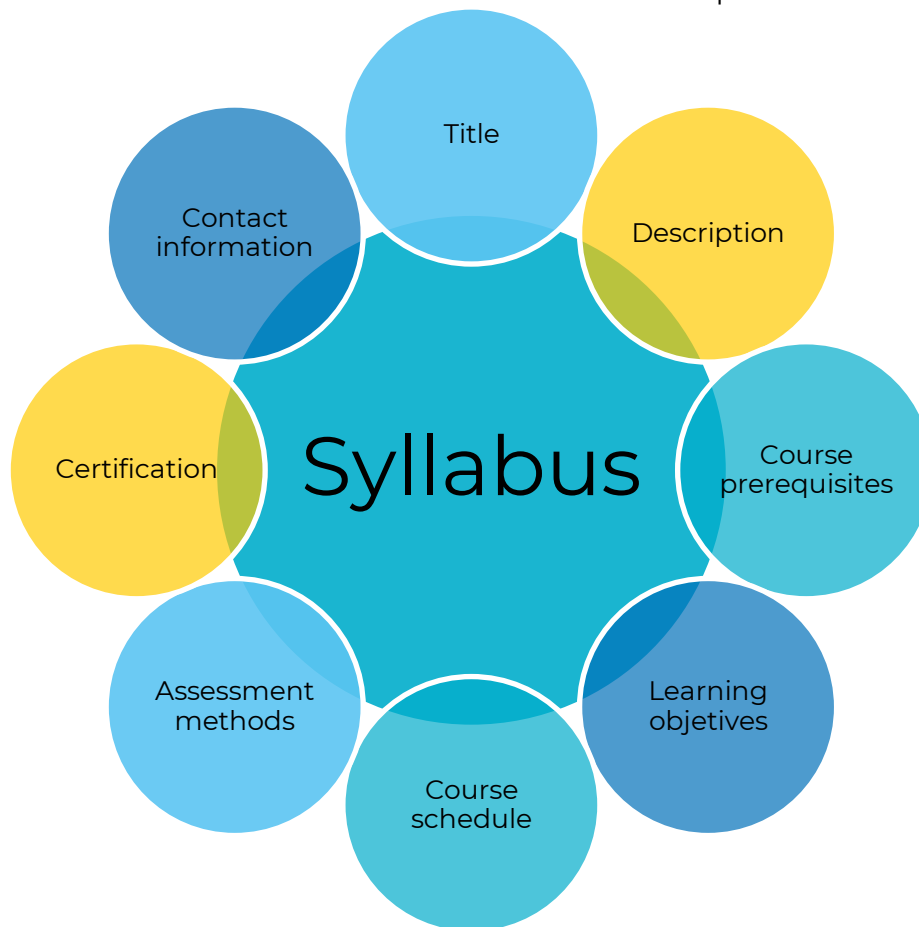 Title
Description
Course
prerequisites
Learning
objetives
Course
schedule
Assessment
methods
Certification
Contact
information
Syllabus